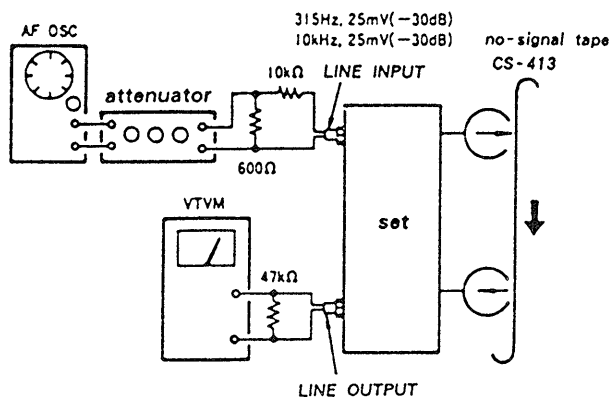 315Hz, 25mV(−30dB)
10kHz, 25mV(−30dB)
no-signal tape
CS-413
AF OSC
attenuator
10kΩ
LINE INPUT
600Ω
VTVM
set
47kΩ
LINE OUTPUT